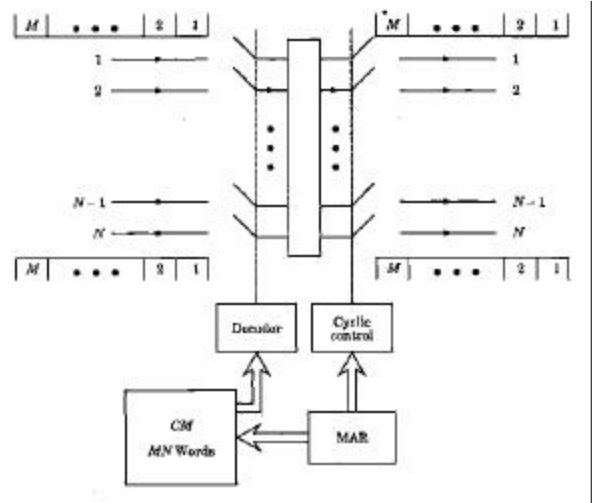 M • • • 2 1
M • • • 2 1
1
1
2
2
N-1
N-1
N
N
M • • • 2 1
M • • • 2 1
Decoder
Cyclic
control
CM
MN Words
MAR